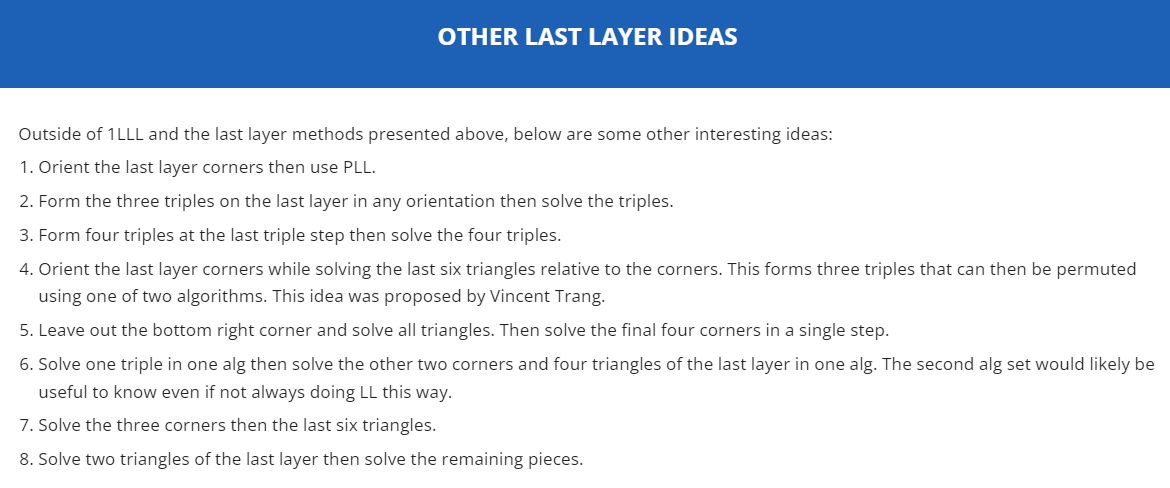 OTHER LAST LAYER IDEAS
Outside of 1LLL and the last layer methods presented above, below are some other interesting ideas:
1. Orient the last layer corners then use PLL.
2. Form the three triples on the last layer in any orientation then solve the triples.
3. Form four triples at the last triple step then solve the four triples.
4. Orient the last layer corners while solving the last six triangles relative to the corners. This forms three triples that can then be permuted
using one of two algorithms. This idea was proposed by Vincent Trang.
5. Leave out the bottom right corner and solve all triangles. Then solve the final four corners in a single step.
6. Solve one triple in one alg then solve the other two corners and four triangles of the last layer in one alg. The second alg set would likely be
useful to know even if not always doing LL this way.
7. Solve the three corners then the last six triangles.
8. Solve two triangles of the last layer then solve the remaining pieces.